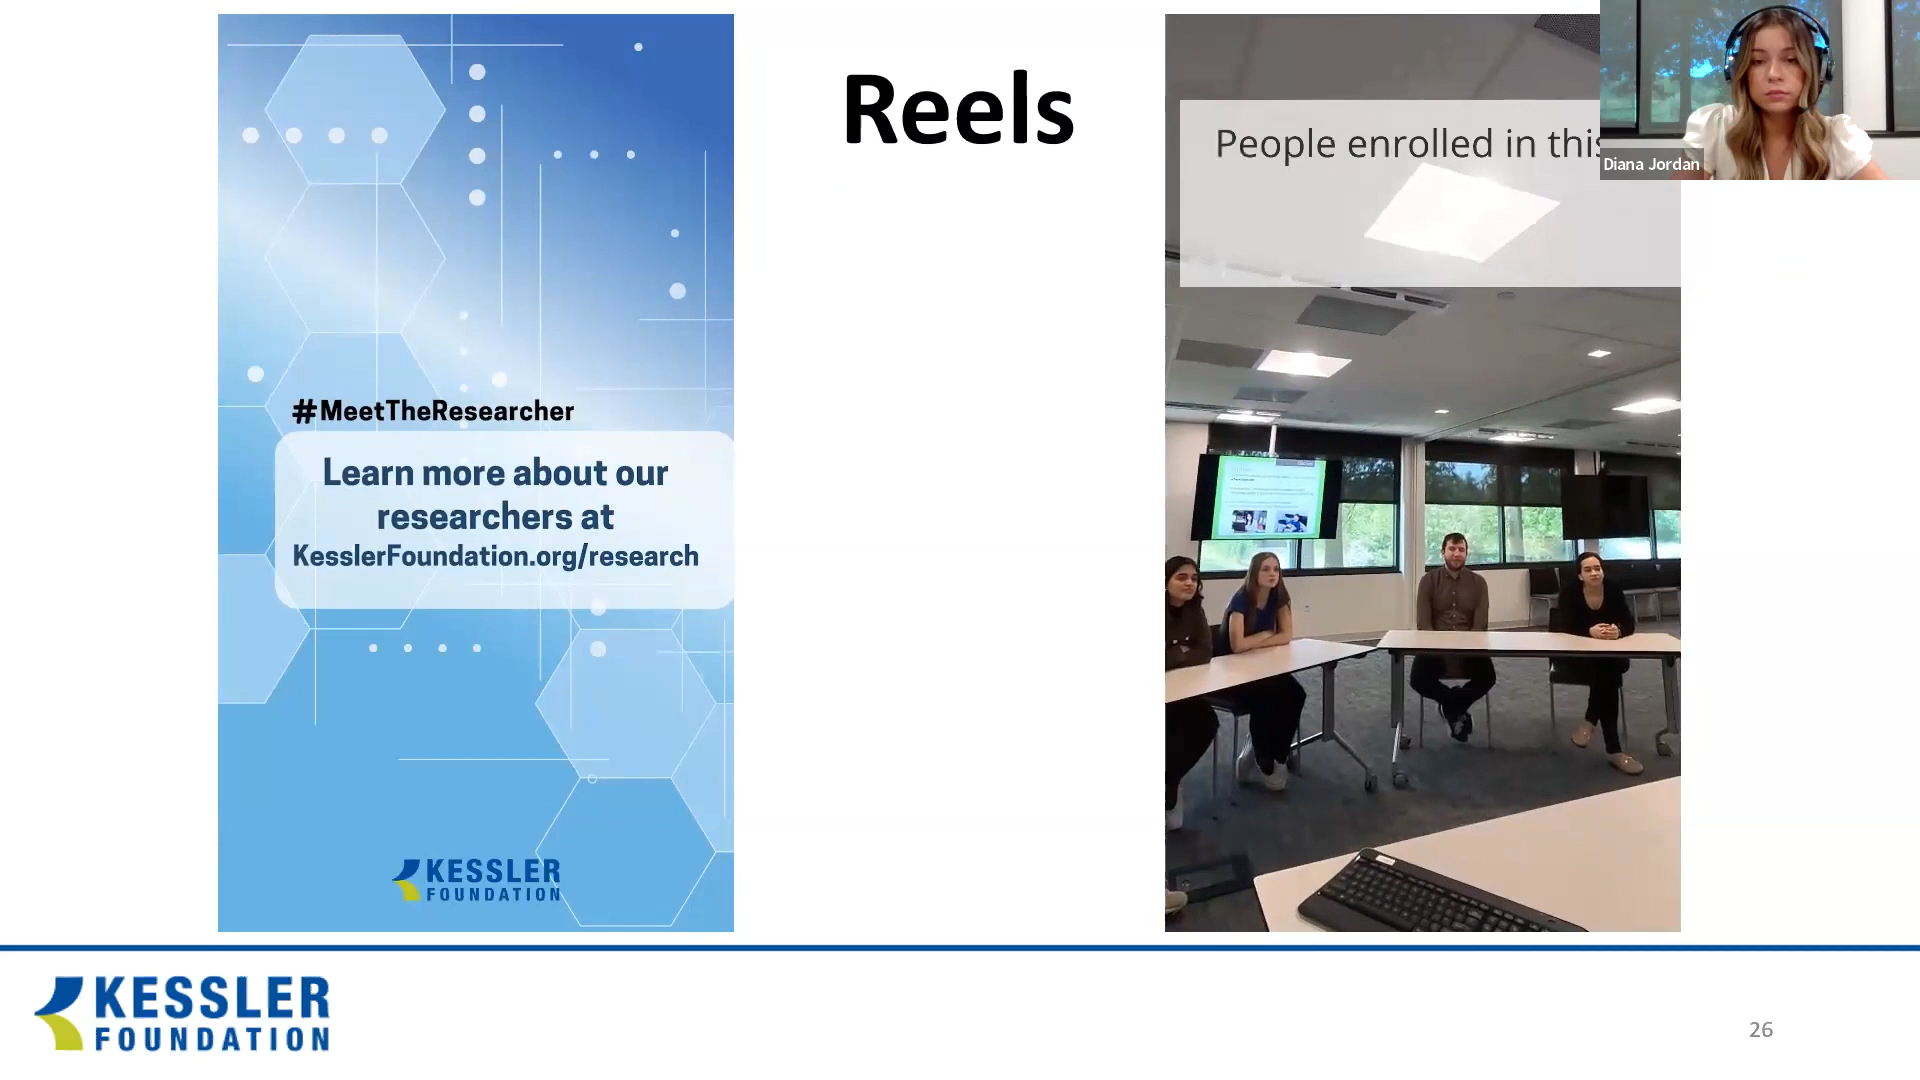 Reels
#MeetTheResearcher
Learn more about our
researchers at
KesslerFoundation.org/research
KESSLER
FOUNDATION
People enrolled in this
Diana Jordan
KESSLER
FOUNDATION
26